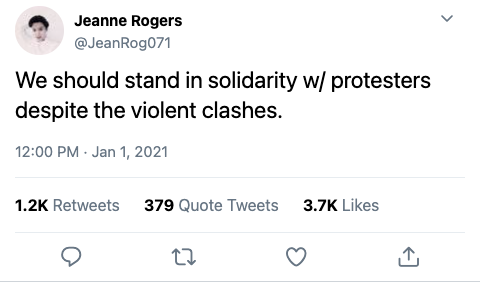 Jeanne Rogers
@JeanRog071
We should stand in solidarity w/ protesters
despite the violent clashes.
12:00 PM · Jan 1, 2021
1.2K Retweets 379 Quote Tweets 3.7K Likes